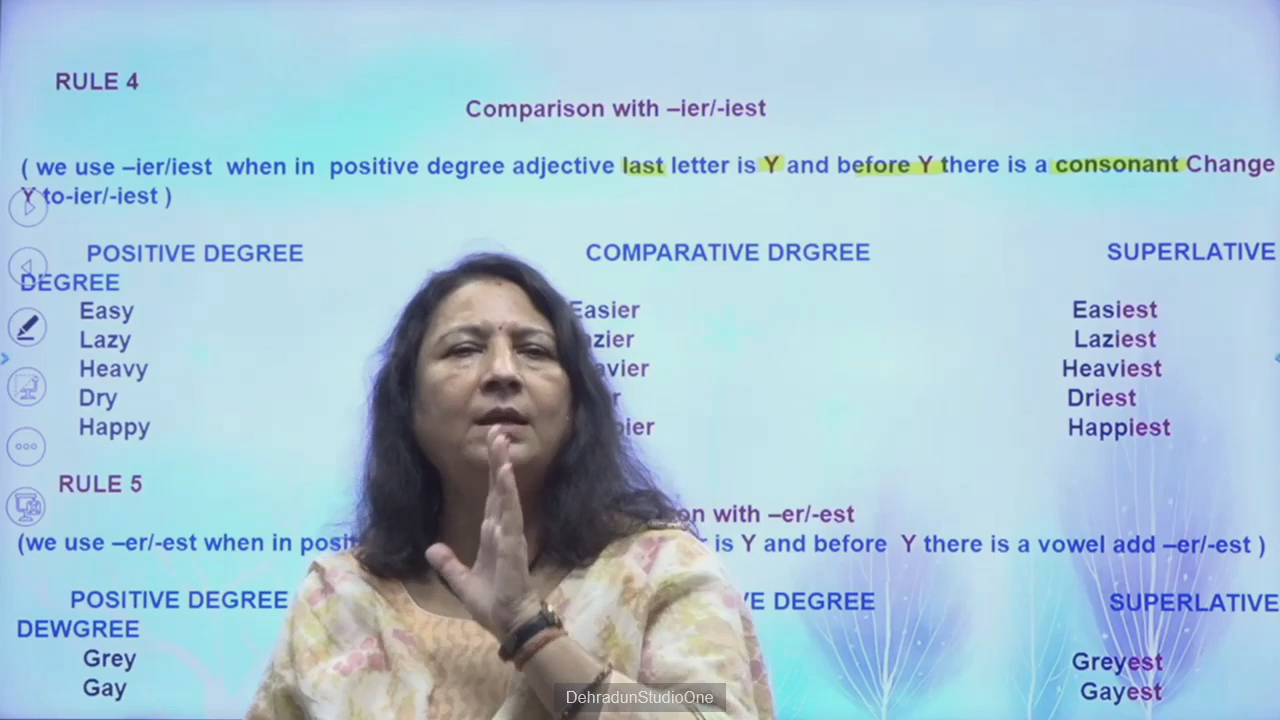 RULE 4
Comparison with –ier/-iest
( we use –ier/iest when in positive degree adjective last letter is Y and before Y there is a consonant Change
Y to-ier/-iest )
POSITIVE DEGREE COMPARATIVE DRGREE SUPERLATIVE
DEGREE
Easy Easier Easiest
Lazy Laziest
Heavy Heaviest
Dry Driest
Happy Happiest
RULE 5
with –er/-est
(we use –er/-est when in is Y and before Y there is a vowel add –er/-est )
POSITIVE DEGREE DEGREE SUPERLATIVE
DEWGREE
Grey Greyest
Gay Gayest
DehradunStudioOne